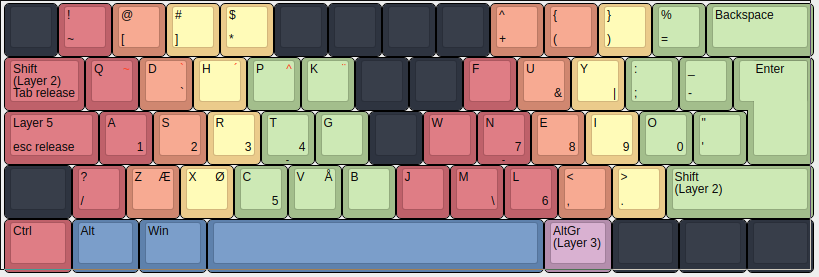 ! @ # $ ^ { } % Backspace
~ [ ] * + ( ) =
Shift Q ~ D ` H ´ P ^ K ¨ F U Y : _ Enter
(Layer 2)
Tab release ` & | ; -
Layer 5 A S R T G W N E I O "
esc release 1 2 3 4 7 8 9 0 '
- -
? Z Æ X Ø C V Å B J M L < > Shift
(Layer 2)
/ 5 \ 6 , .
Ctrl Alt Win AltGr
(Layer 3)